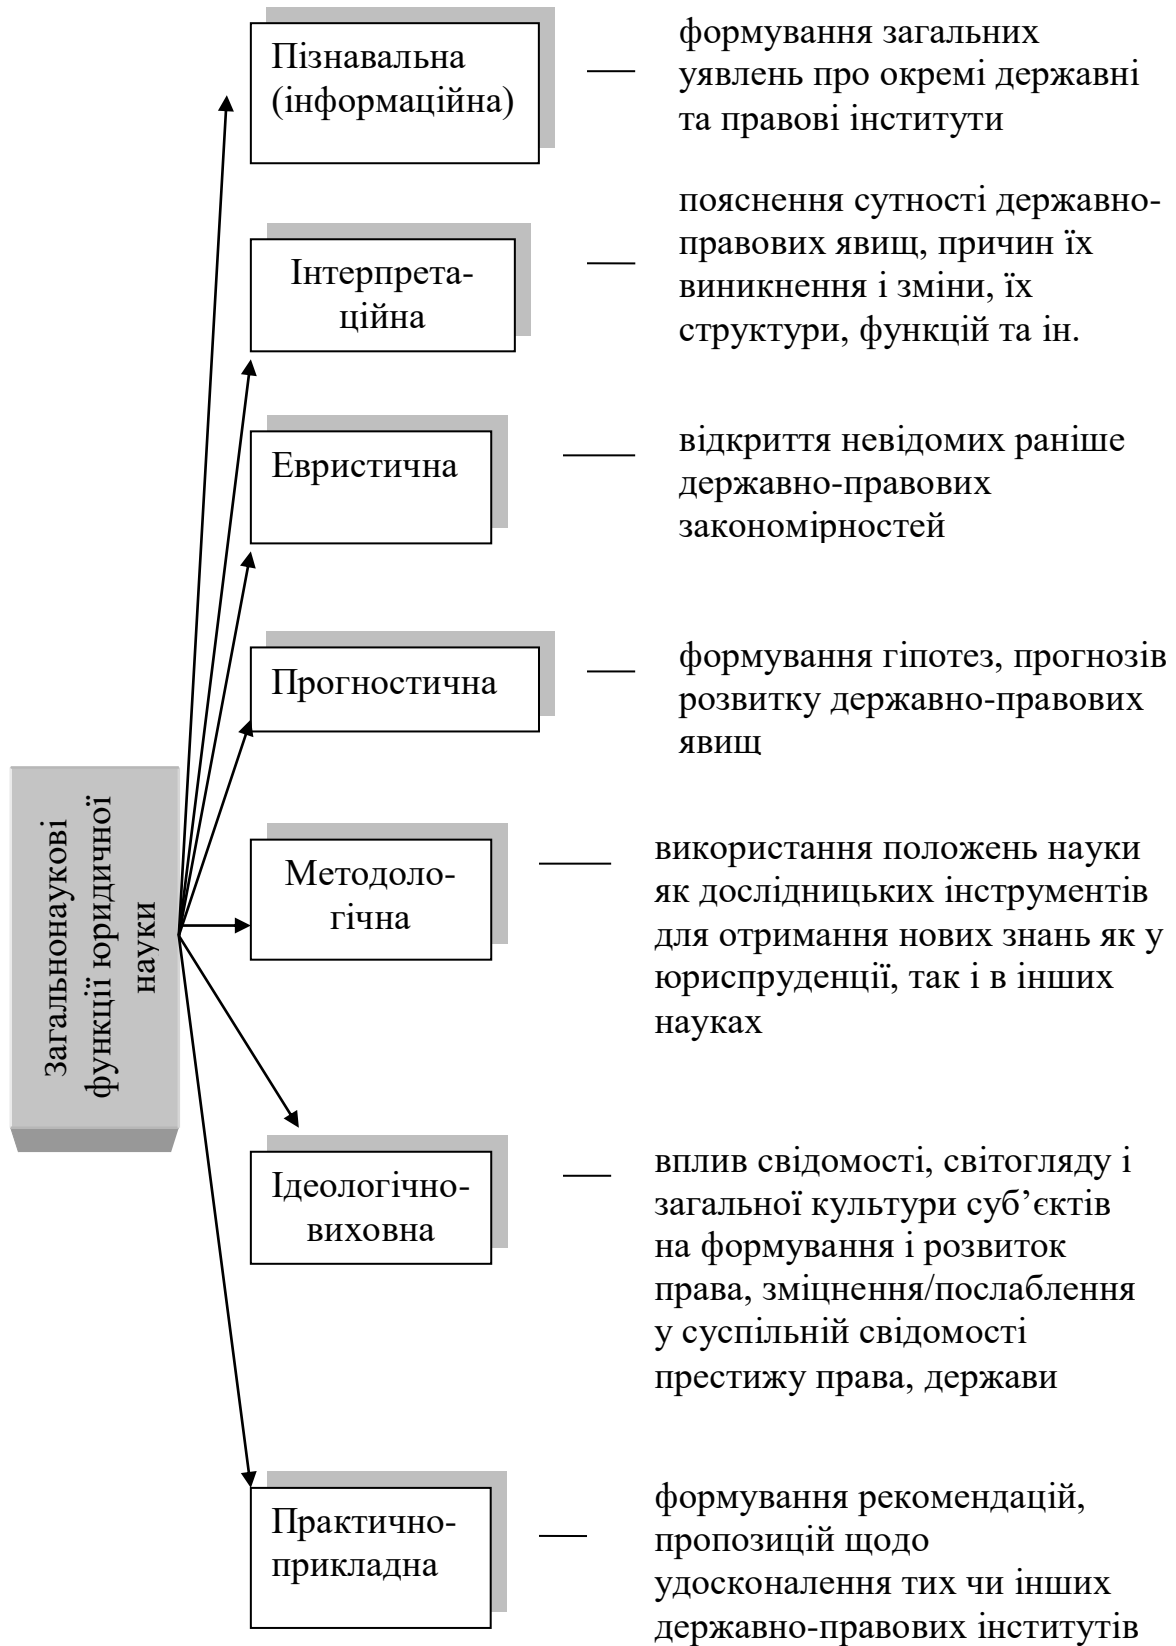 Загальнонаукові
функції юридичної
науки
Пізнавальна
(інформаційна)
формування загальних
уявлень про окремі державні
та правові інститути
Інтерпрета-
ційна
пояснення сутності державно-
правових явищ, причин їх
виникнення і зміни, їх
структури, функцій та ін.
Евристична
відкриття невідомих раніше
державно-правових
закономірностей
Прогностична
формування гіпотез, прогнозів
розвитку державно-правових
явищ
Методоло-
гічна
використання положень науки
як дослідницьких інструментів
для отримання нових знань як у
юриспруденції, так і в інших
науках
Ідеологічно-
виховна
вплив свідомості, світогляду і
загальної культури суб’єктів
на формування і розвиток
права, зміцнення/послаблення
у суспільній свідомості
престижу права, держави
Практично-
прикладна
формування рекомендацій,
пропозицій щодо
удосконалення тих чи інших
державно-правових інститутів